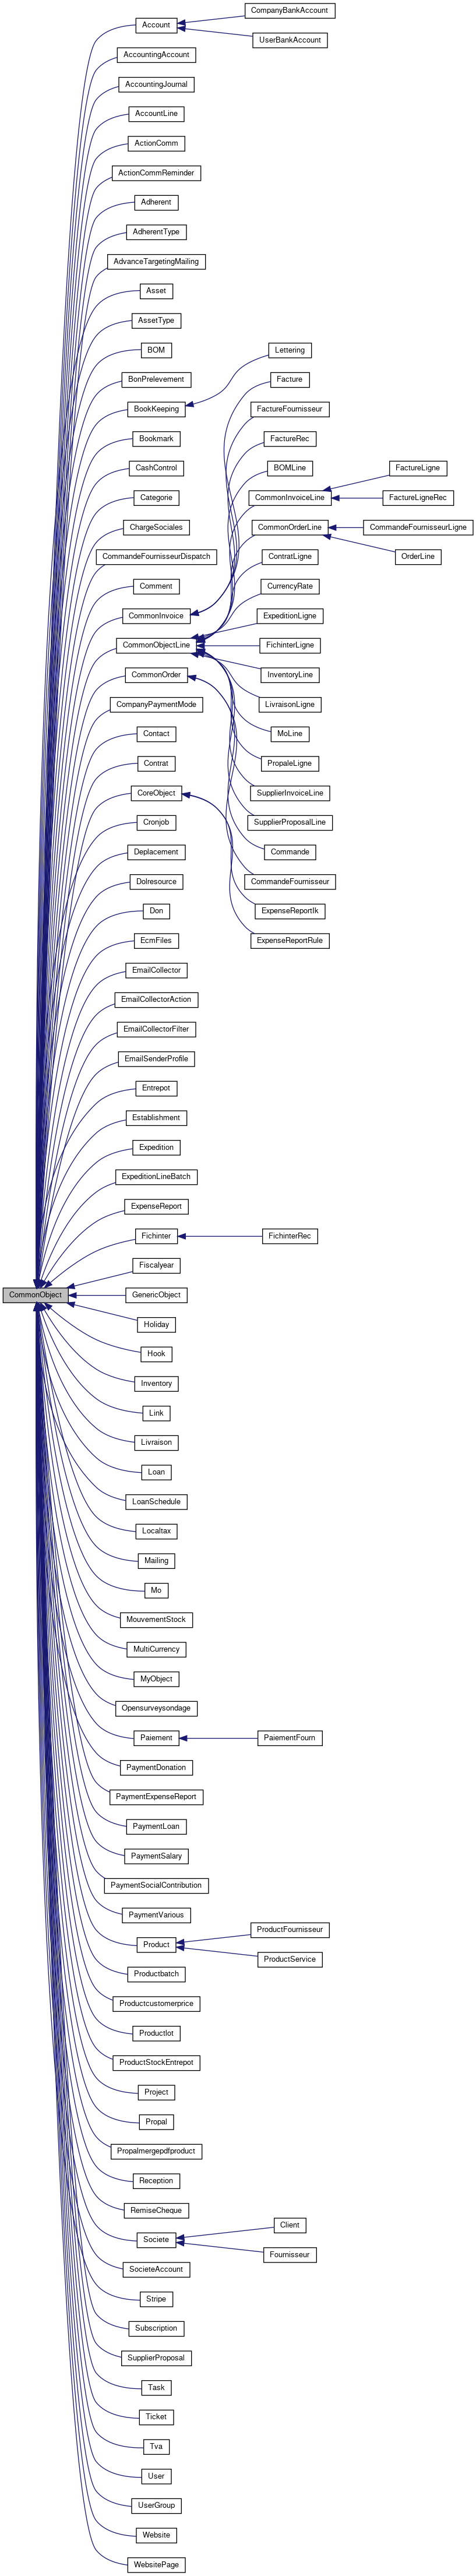 CompanyBankAccount
Account
UserBankAccount
AccountingAccount
AccountingJournal
AccountLine
ActionComm
ActionCommReminder
Adherent
AdherentType
AdvanceTargetingMailing
Asset
AssetType
BOM
Lettering
BonPrelevement
Facture
BookKeeping
FactureFournisseur
Bookmark
FactureRec
CashControl
BOMLine
FactureLigne
Categorie
CommonInvoiceLine
FactureLigneRec
ChargeSociales
CommonOrderLine
CommandeFournisseurLigne
CommandeFournisseurDispatch
ContratLigne
OrderLine
Comment
CurrencyRate
CommonInvoice
ExpeditionLigne
CommonObjectLine
FichinterLigne
CommonOrder
InventoryLine
CompanyPaymentMode
LivraisonLigne
Contact
MoLine
Contrat
PropaleLigne
CoreObject
SupplierInvoiceLine
Cronjob
SupplierProposalLine
Deplacement
Commande
Dolresource
CommandeFournisseur
Don
ExpenseReportIk
EcmFiles
ExpenseReportRule
EmailCollector
EmailCollectorAction
EmailCollectorFilter
EmailSenderProfile
Entrepot
Establishment
Expedition
ExpeditionLineBatch
ExpenseReport
Fichinter
FichinterRec
Fiscalyear
CommonObject
GenericObject
Holiday
Hook
Inventory
Link
Livraison
Loan
LoanSchedule
Localtax
Mailing
Mo
MouvementStock
MultiCurrency
MyObject
Opensurveysondage
Paiement
PaiementFourn
PaymentDonation
PaymentExpenseReport
PaymentLoan
PaymentSalary
PaymentSocialContribution
PaymentVarious
ProductFournisseur
Product
ProductService
Productbatch
Productcustomerprice
Productlot
ProductStockEntrepot
Project
Propal
Propalmergepdfproduct
Reception
RemiseCheque
Client
Societe
Fournisseur
SocieteAccount
Stripe
Subscription
SupplierProposal
Task
Ticket
Tva
User
UserGroup
Website
WebsitePage